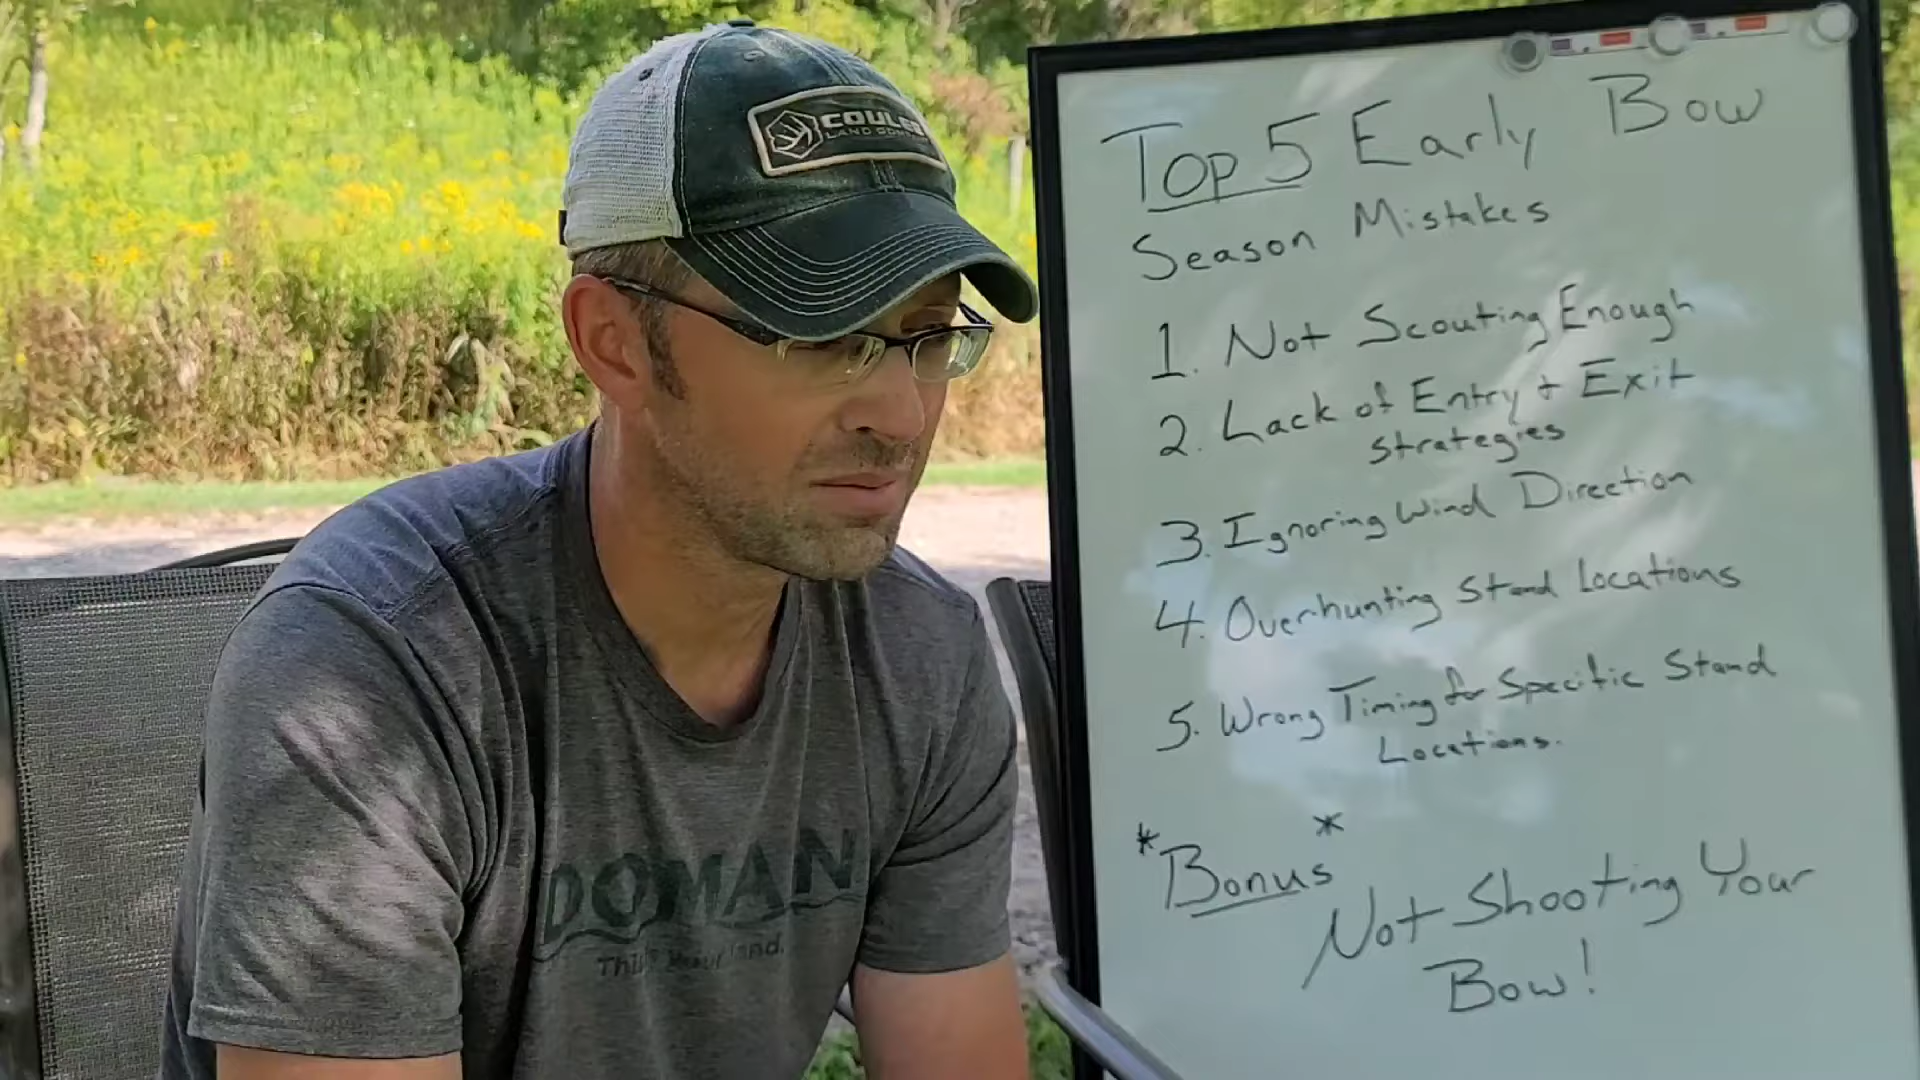 COULEE
LAND COMPANY
Top 5 Early Bow
Season Mistakes
1. Not Scouting Enough
2. Lack of Entry + Exit
strategies
3. Ignoring Wind Direction
4. Overhunting Stand Locations
5. Wrong Timing for Specific Stand
Locations.
*Bonus*
Not Shooting Your
Bow!
DOMAIN
your land.